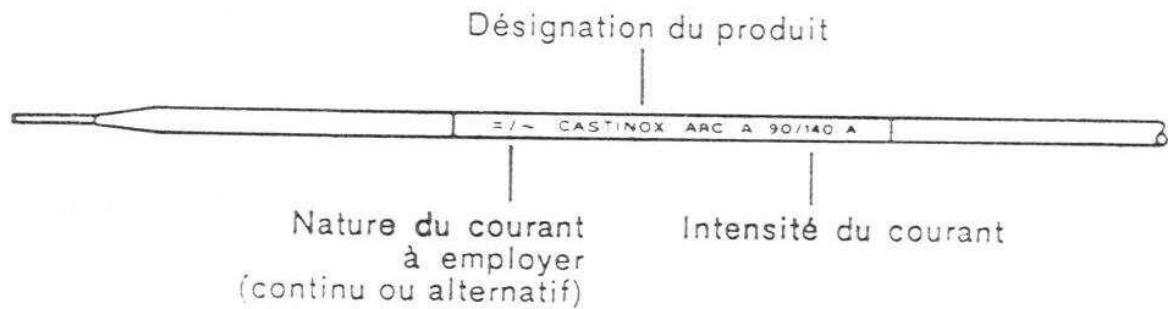 Désignation du produit
=/~ CASTINOX ARC A 90/140 A
Nature du courant
à employer
(continu ou alternatif)
Intensité du courant